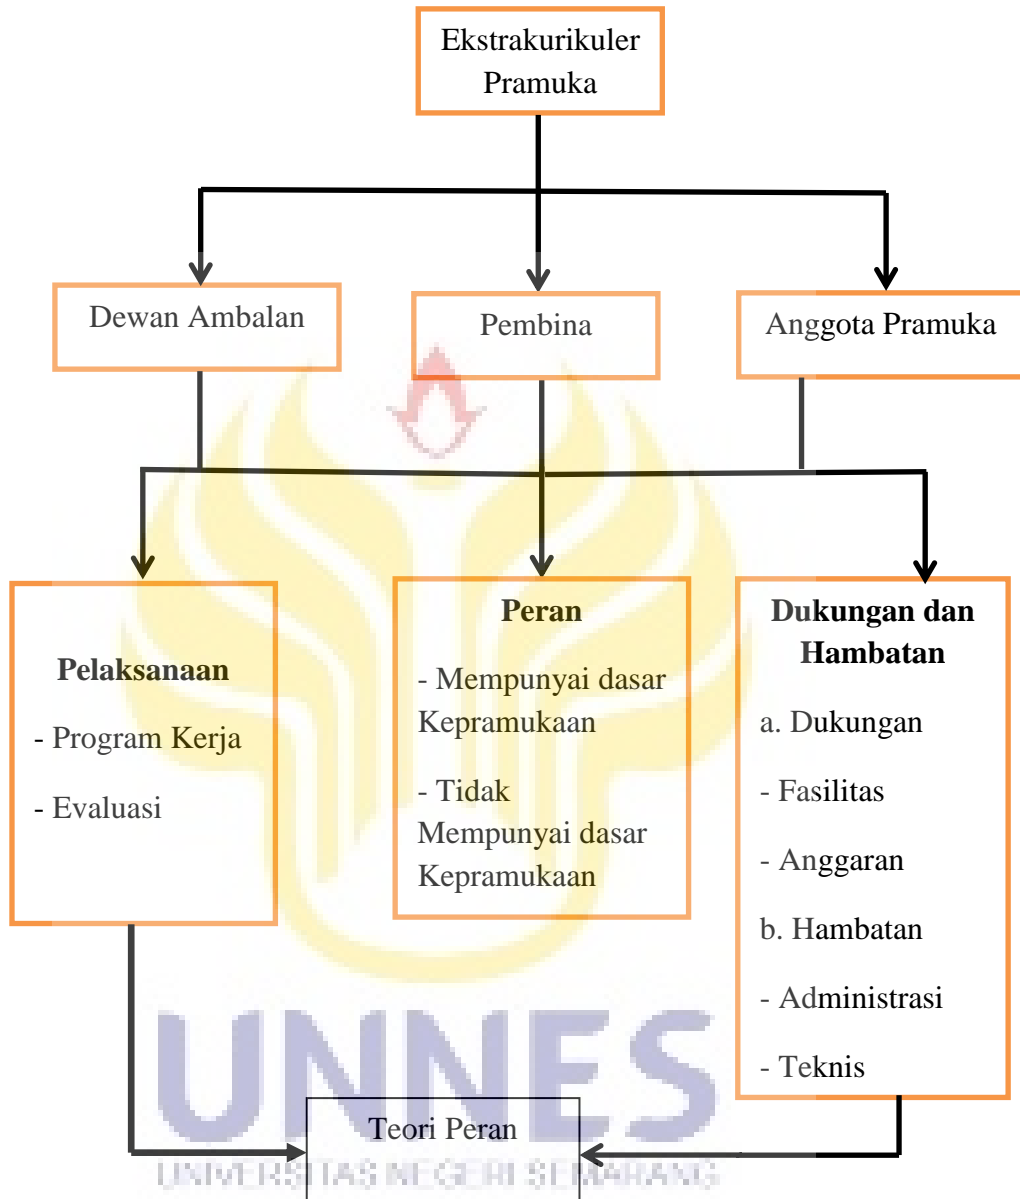 Ekstrakurikuler
Pramuka
Dewan Ambalan
Pembina
Anggota Pramuka
Pelaksanaan
- Program Kerja
- Evaluasi
Peran
- Mempunyai dasar
Kepramukaan
- Tidak
Mempunyai dasar
Kepramukaan
Dukungan dan
Hambatan
a. Dukungan
- Fasilitas
- Anggaran
b. Hambatan
- Administrasi
- Teknis
UNNES
Teori Peran
UNIVERSITAS NEGERI SEMARANG